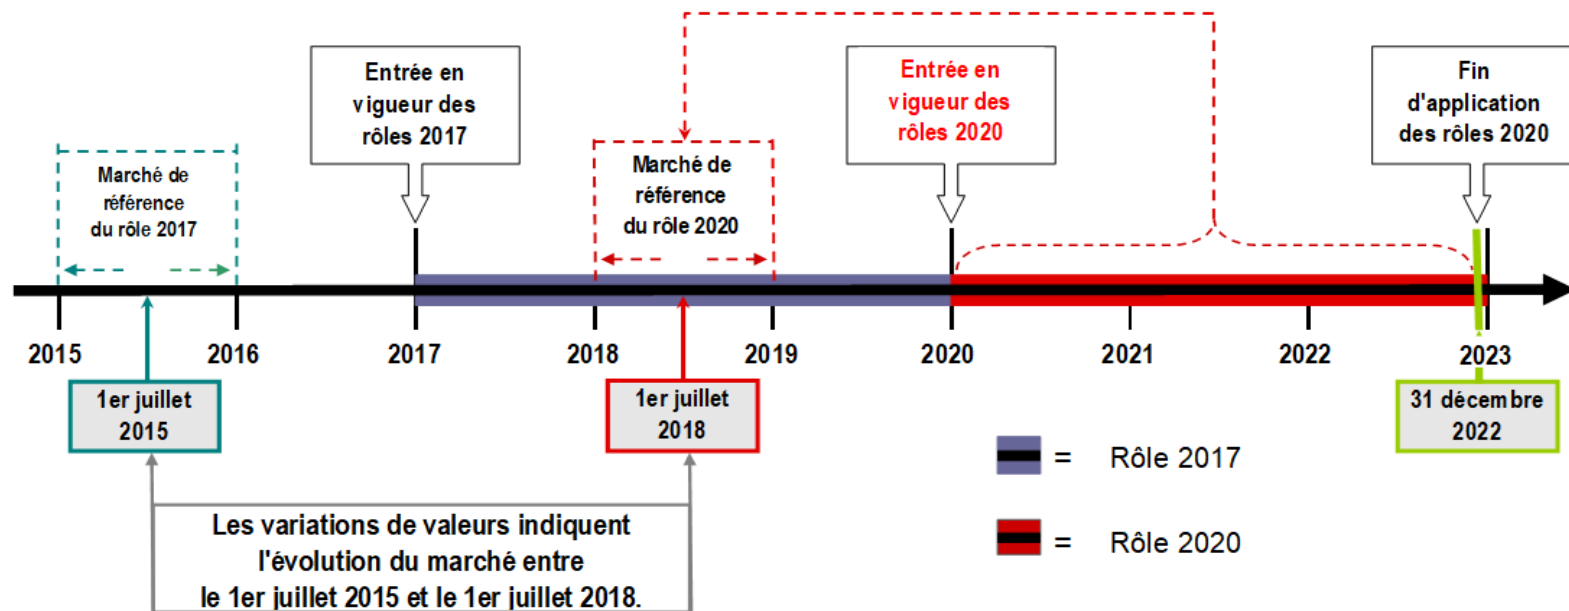 Entrée en
vigueur des
rôles 2017
Entrée en
vigueur des
rôles 2020
Fin
d'application
des rôles 2020
Marché de
référence
du rôle 2017
Marché de
référence
du rôle 2020
2015
2016
2017
2018
2019
2020
2021
2022
2023
1er juillet
2015
1er juillet
2018
31 décembre
2022
= Rôle 2017
= Rôle 2020
Les variations de valeurs indiquent
l'évolution du marché entre
le 1er juillet 2015 et le 1er juillet 2018.